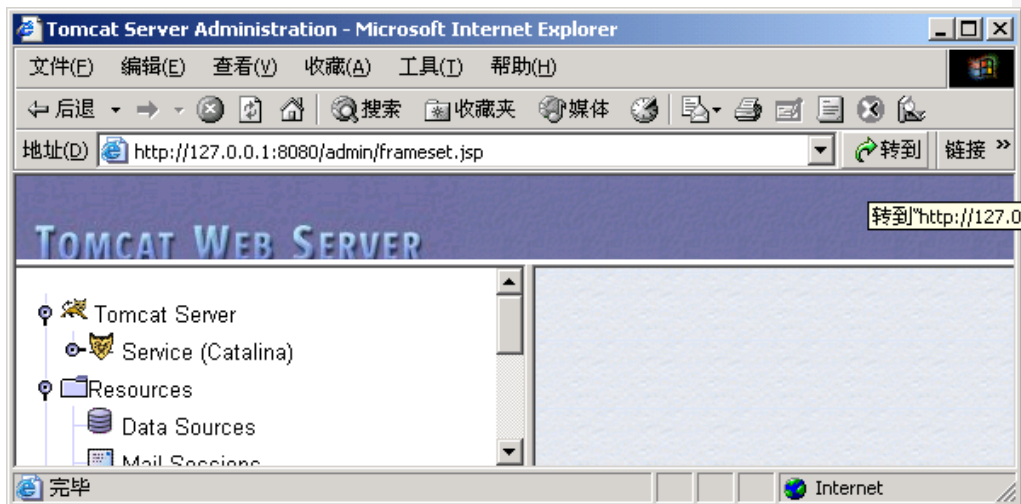 Tomcat Server Administration - Microsoft Internet Explorer
文件(F) 编辑(E) 查看(V) 收藏(A) 工具(T) 帮助(H)
后退 搜索 收藏夹 媒体
地址(D) http://127.0.0.1:8080/admin/frameset.jsp 转到 链接 »
转到"http://127.0
TOMCAT WEB SERVER
Tomcat Server
Service (Catalina)
Resources
Data Sources
Mail Sessions
完毕 Internet